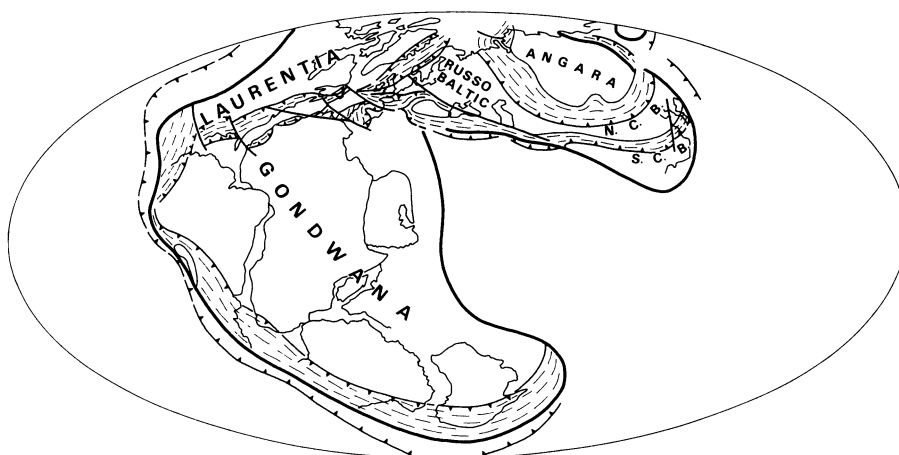 LAURENTIA
RUSSO
BALTIC
ANGARA
N. C. B.
S. C. B.
GONDWANA